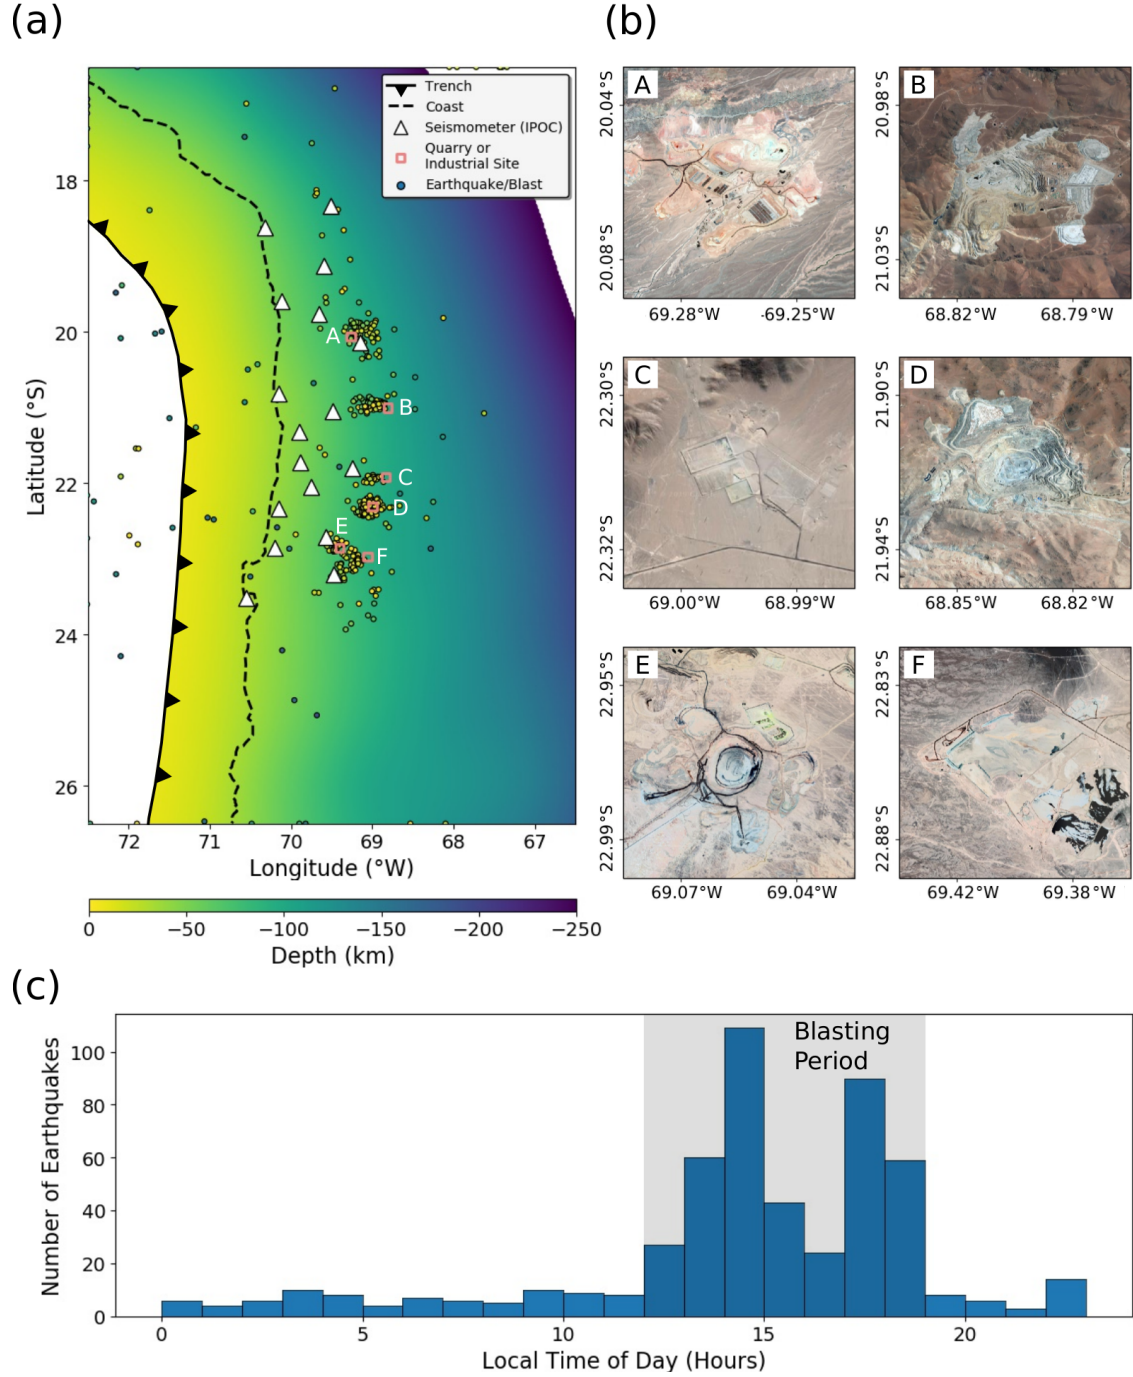 (a)
Trench
Coast
Seismometer (IPOC)
Quarry or
Industrial Site
Earthquake/Blast
18
20
22
24
26
Latitude (°S)
A
B
C
D
E
F
72
71
70
69
68
67
Longitude (°W)
0
−50
−100
−150
−200
−250
Depth (km)
(b)
A
20.04°S
20.08°S
69.28°W
69.25°W
B
20.98°S
21.03°S
68.82°W
68.79°W
C
22.30°S
22.32°S
69.00°W
68.99°W
D
21.90°S
21.94°S
68.85°W
68.82°W
E
22.95°S
22.99°S
69.07°W
69.04°W
F
22.83°S
22.88°S
69.42°W
69.38°W
(c)
Blasting
Period
100
80
60
40
20
0
Number of Earthquakes
0
5
10
15
20
Local Time of Day (Hours)